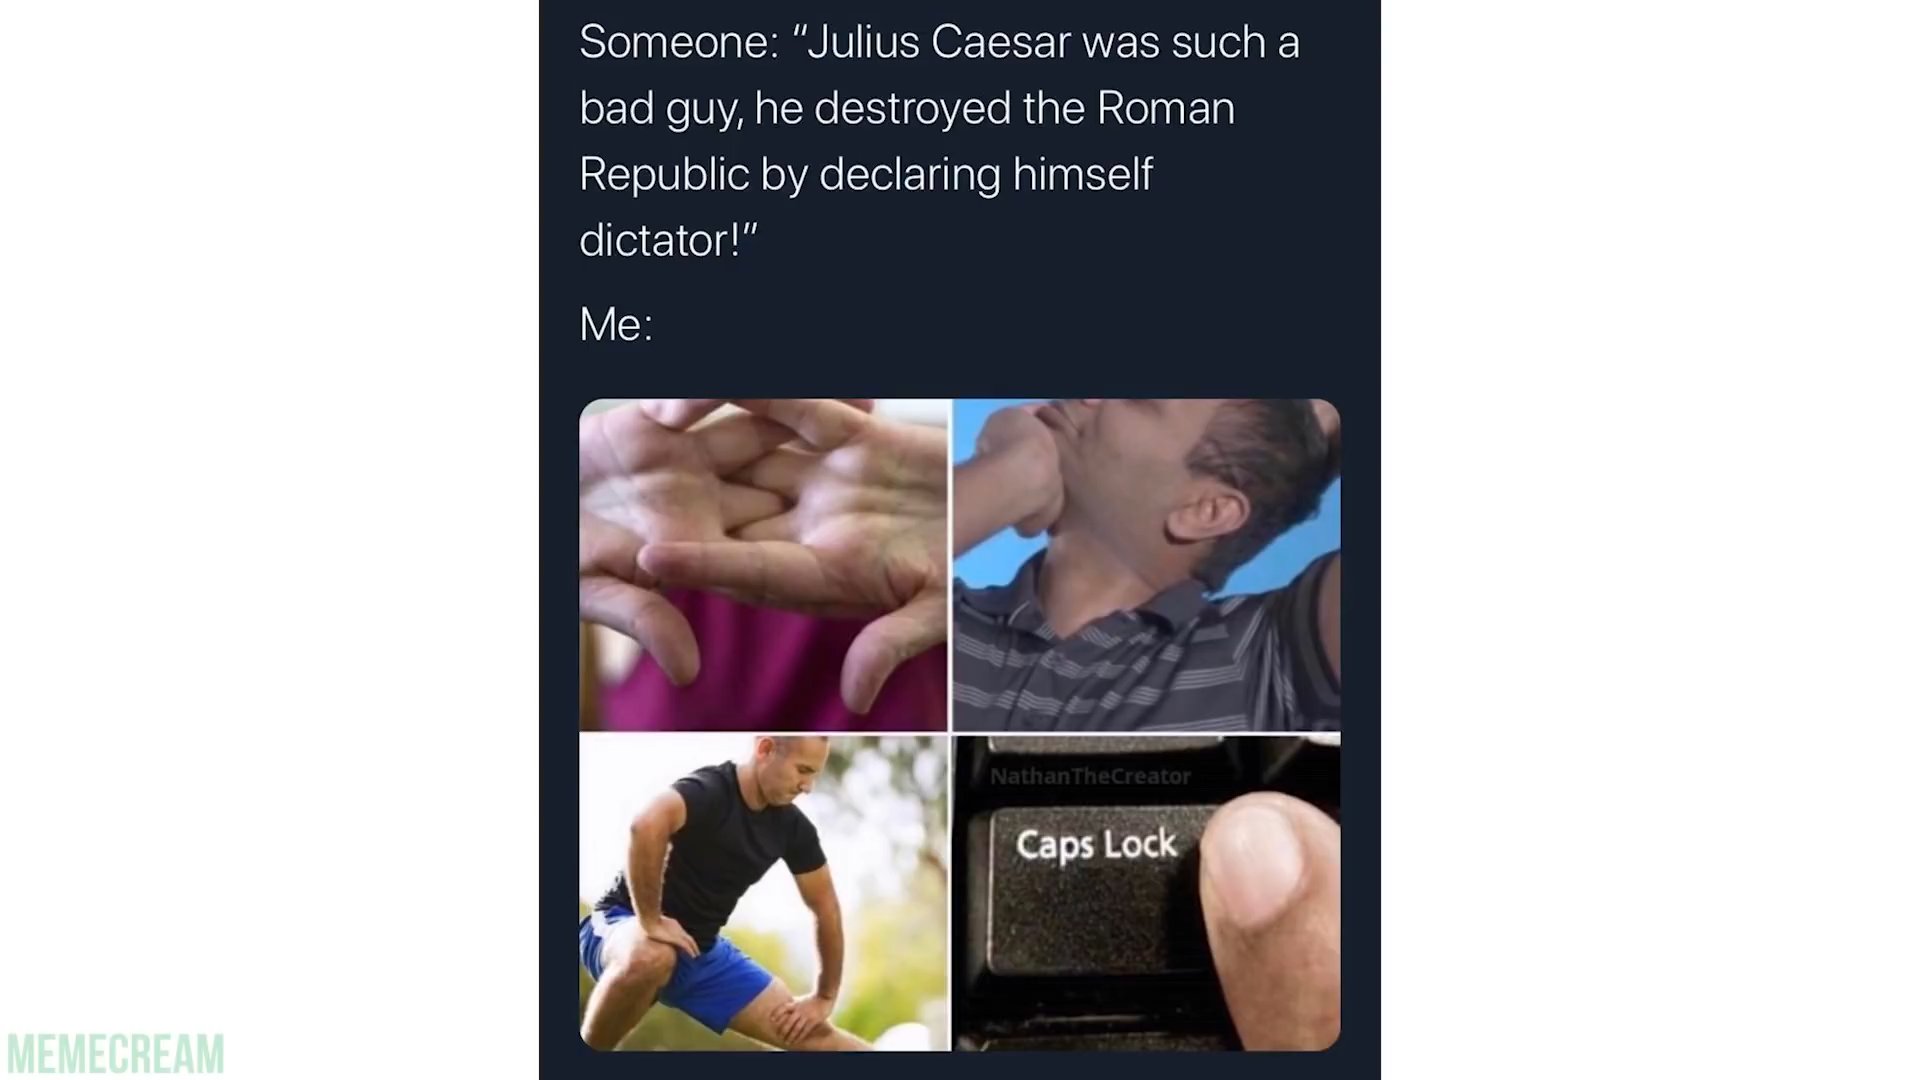 Someone: “Julius Caesar was such a
bad guy, he destroyed the Roman
Republic by declaring himself
dictator!”
Me:
NathanTheCreator
Caps Lock
MEMECREAM